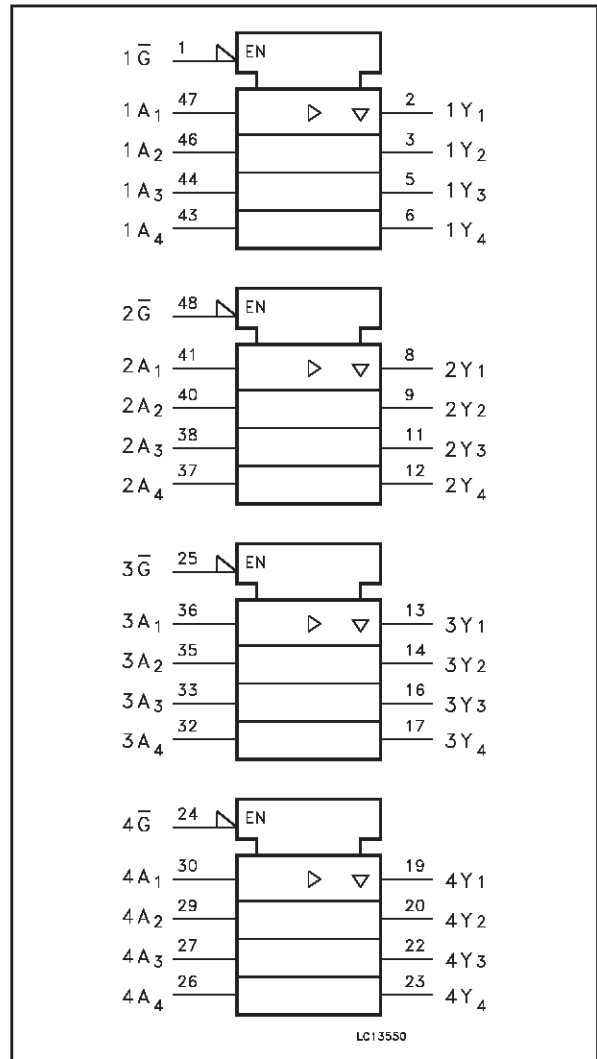 1G̅ 1 EN
1A₁ 47 2 1Y₁
1A₂ 46 3 1Y₂
1A₃ 44 5 1Y₃
1A₄ 43 6 1Y₄
2G̅ 48 EN
2A₁ 41 8 2Y₁
2A₂ 40 9 2Y₂
2A₃ 38 11 2Y₃
2A₄ 37 12 2Y₄
3G̅ 25 EN
3A₁ 36 13 3Y₁
3A₂ 35 14 3Y₂
3A₃ 33 16 3Y₃
3A₄ 32 17 3Y₄
4G̅ 24 EN
4A₁ 30 19 4Y₁
4A₂ 29 20 4Y₂
4A₃ 27 22 4Y₃
4A₄ 26 23 4Y₄
LC13550